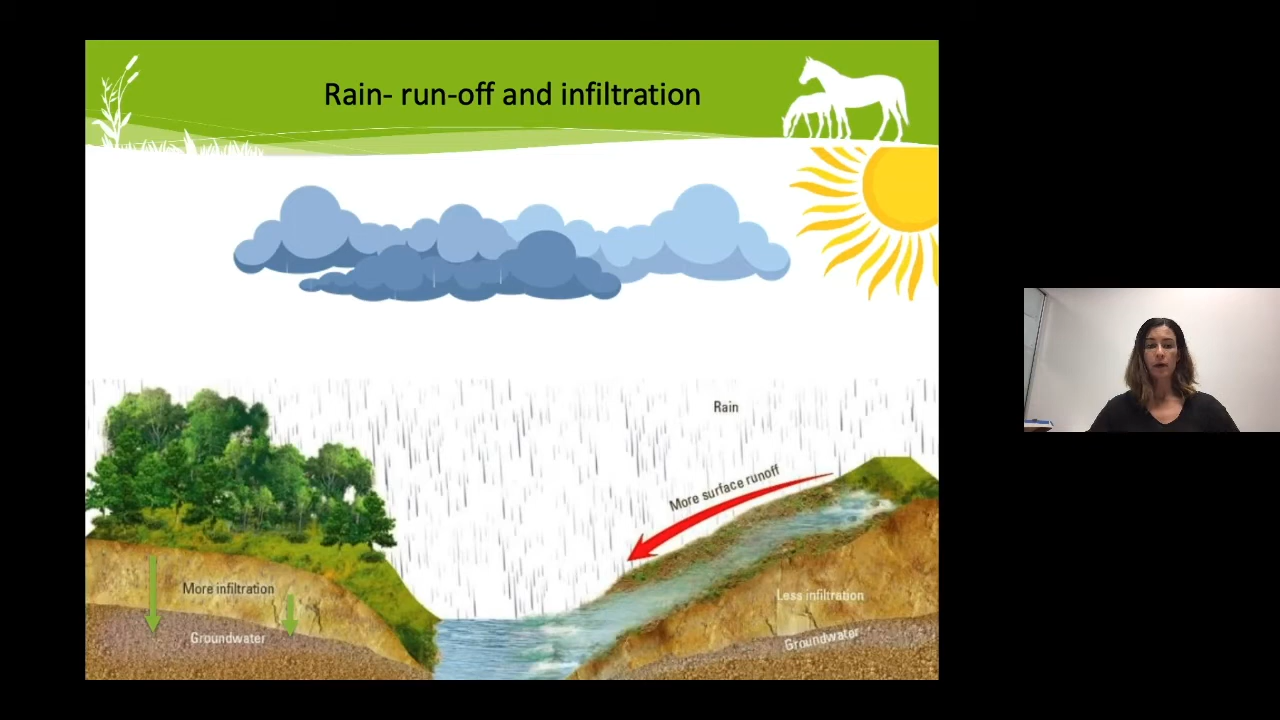 Rain- run-off and infiltration
Rain
More surface runoff
More infiltration
Less infiltration
Groundwater
Groundwater